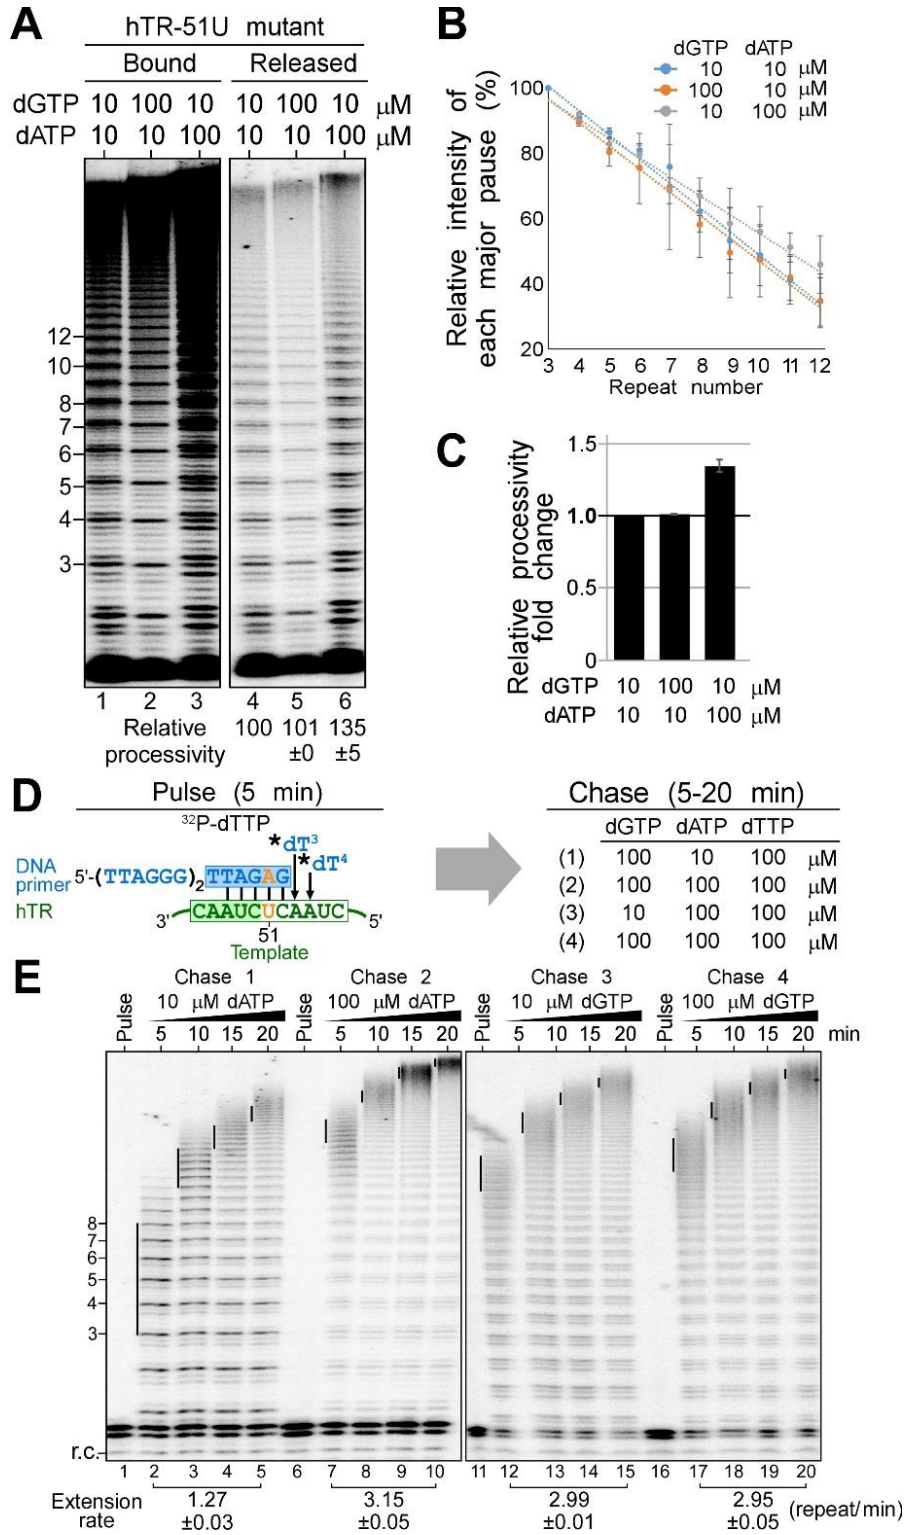 A
hTR-51U mutant
Bound Released
dGTP 10 100 10 10 100 10 μM
dATP 10 10 100 10 10 100 μM
12
10
8
7
6
5
4
3
1 2 3 4 5 6
Relative processivity 100 101 ±0 135 ±5
B
dGTP dATP
10 10 μM
100 10 μM
10 100 μM
Relative intensity of each major pause (%)
100
80
60
40
20
3 4 5 6 7 8 9 10 11 12
Repeat number
C
Relative processivity fold change
1.5
1.0
0.5
0
dGTP 10 100 10 μM
dATP 10 10 100 μM
D
Pulse (5 min)
32P-dTTP
*dT3
*dT4
DNA primer 5'-(TTAGGG)2 TTAGAG
hTR 3' CAAUCUCAAUC 5'
51
Template
Chase (5-20 min)
dGTP dATP dTTP
(1) 100 10 100 μM
(2) 100 100 100 μM
(3) 10 100 100 μM
(4) 100 100 100 μM
E
Chase 1 Chase 2 Chase 3 Chase 4
Pulse 10 μM dATP Pulse 100 μM dATP Pulse 10 μM dGTP Pulse 100 μM dGTP
5 10 15 20 5 10 15 20 5 10 15 20 5 10 15 20 min
8
7
6
5
4
3
r.c.
1 2 3 4 5 6 7 8 9 10 11 12 13 14 15 16 17 18 19 20
Extension rate 1.27 ±0.03 3.15 ±0.05 2.99 ±0.01 2.95 ±0.05 (repeat/min)